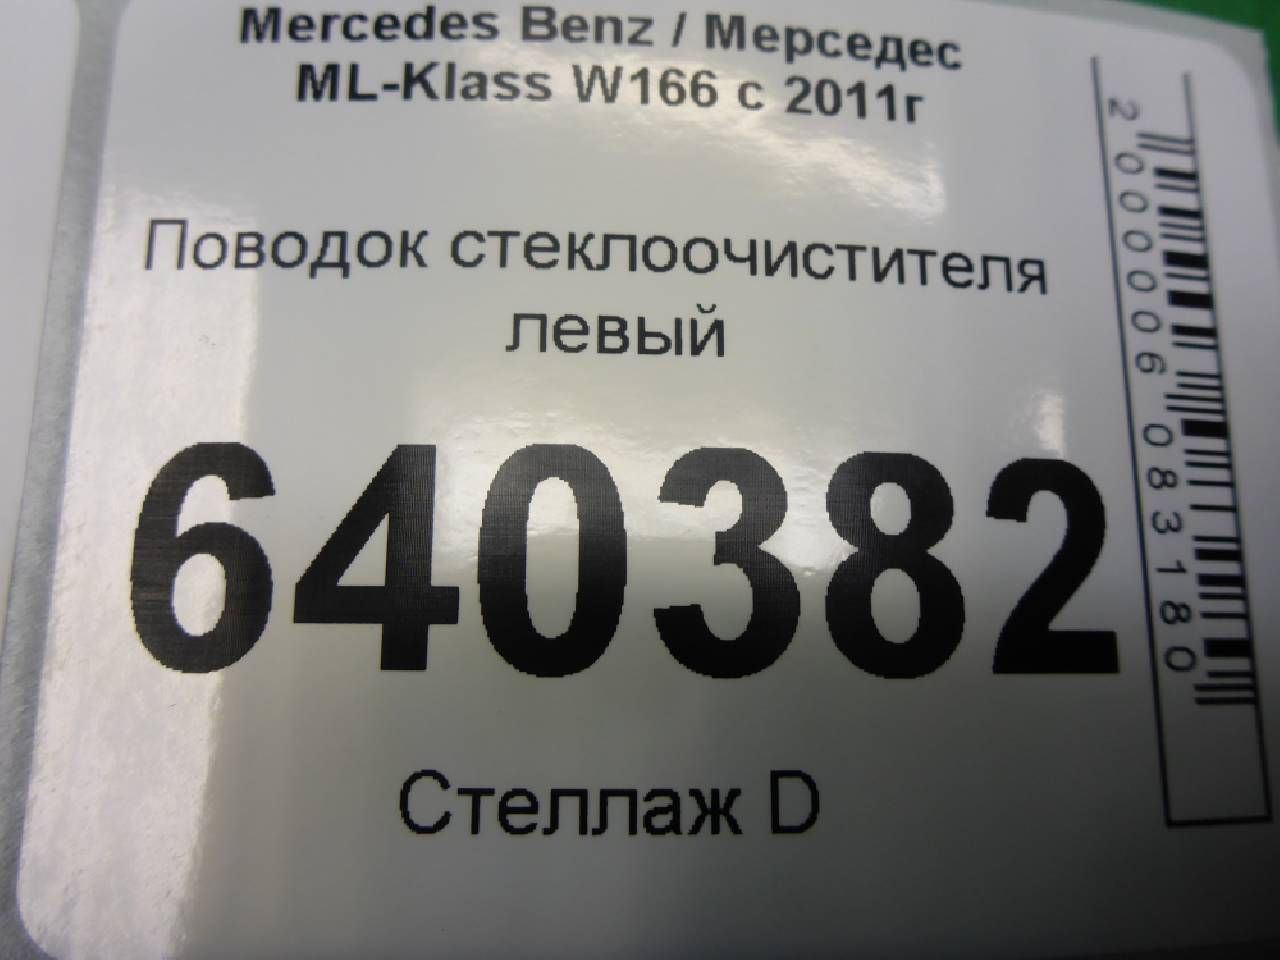 Mercedes Benz / Мерседес
ML-Klass W166 с 2011г
Поводок стеклоочистителя
левый
640382
Стеллаж D
2000006083180